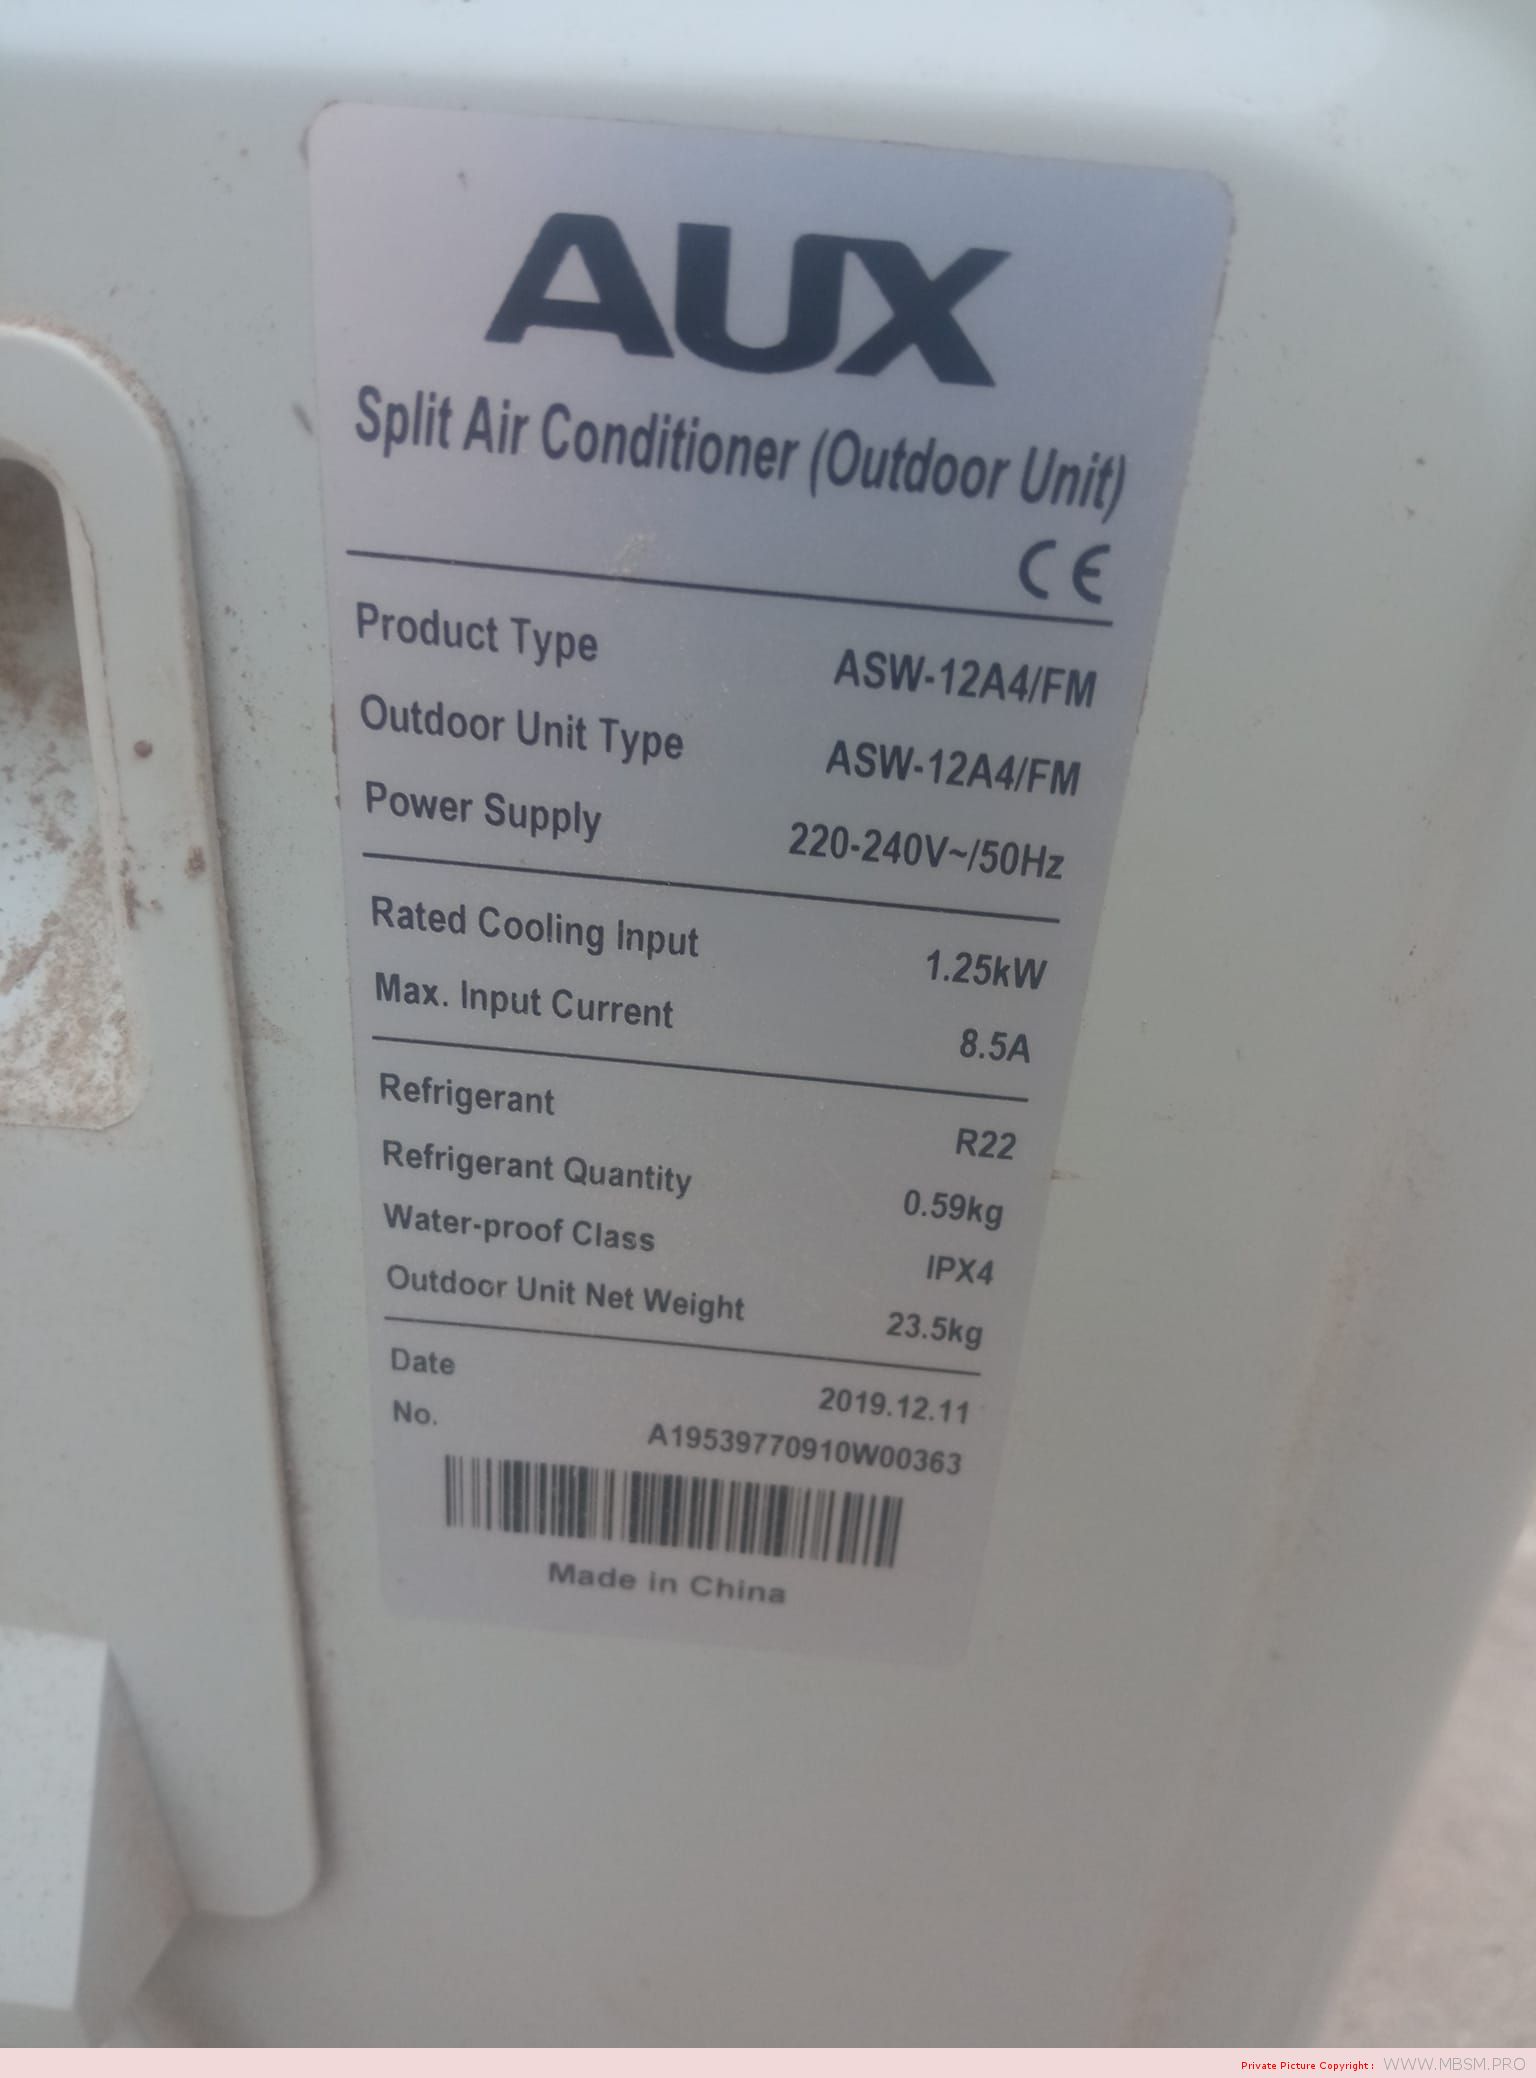 AUX
Split Air Conditioner (Outdoor Unit)
CE
Product Type ASW-12A4/FM
Outdoor Unit Type ASW-12A4/FM
Power Supply 220-240V~/50Hz
Rated Cooling Input 1.25kW
Max. Input Current 8.5A
Refrigerant R22
Refrigerant Quantity 0.59kg
Water-proof Class IPX4
Outdoor Unit Net Weight 23.5kg
Date 2019.12.11
No. A19539770910W00363
Made in China
Private Picture Copyright : WWW.MBSM.PRO